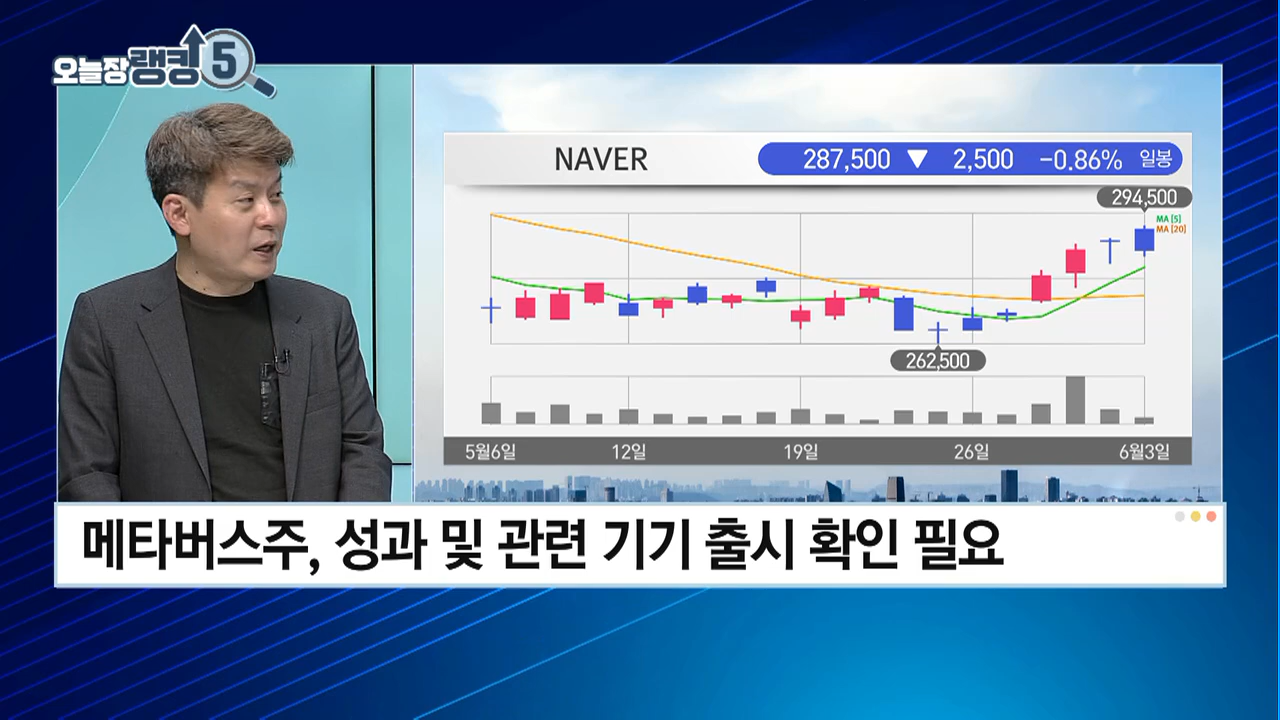 오늘장랭킹5
NAVER
287,500 ▼ 2,500 -0.86% 일봉
294,500
MA [5]
MA [20]
262,500
5월6일 12일 19일 26일 6월3일
메타버스주, 성과 및 관련 기기 출시 확인 필요